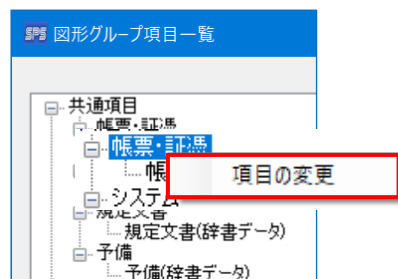 SPS 図形グループ項目一覧
共通項目
帳票・証憑
帳票・証憑
帳
項目の変更
システム
規定文書
規定文書(辞書データ)
予備
予備(辞書データ)